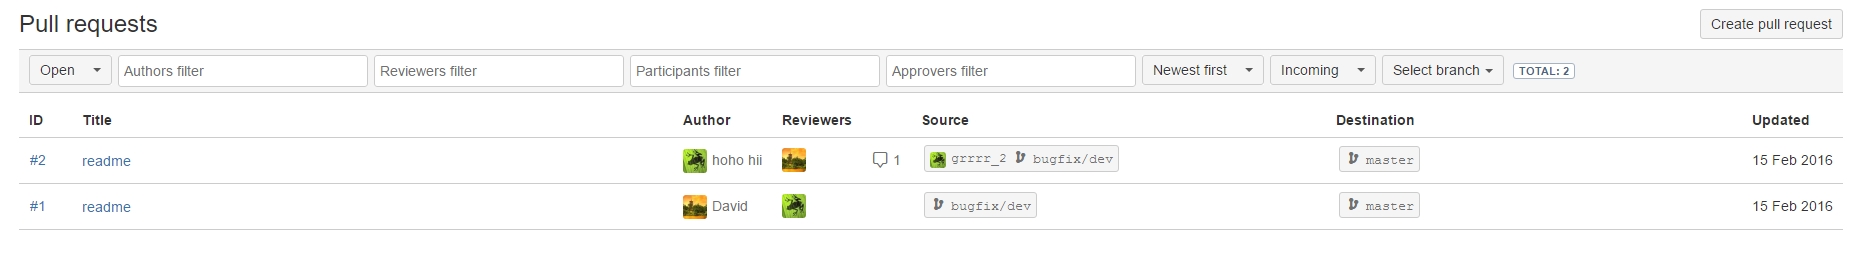 Pull requests Create pull request
Open Authors filter Reviewers filter Participants filter Approvers filter Newest first Incoming Select branch TOTAL: 2
ID Title Author Reviewers Source Destination Updated
#2 readme hoho hii 1 grrrr_2 bugfix/dev master 15 Feb 2016
#1 readme David bugfix/dev master 15 Feb 2016